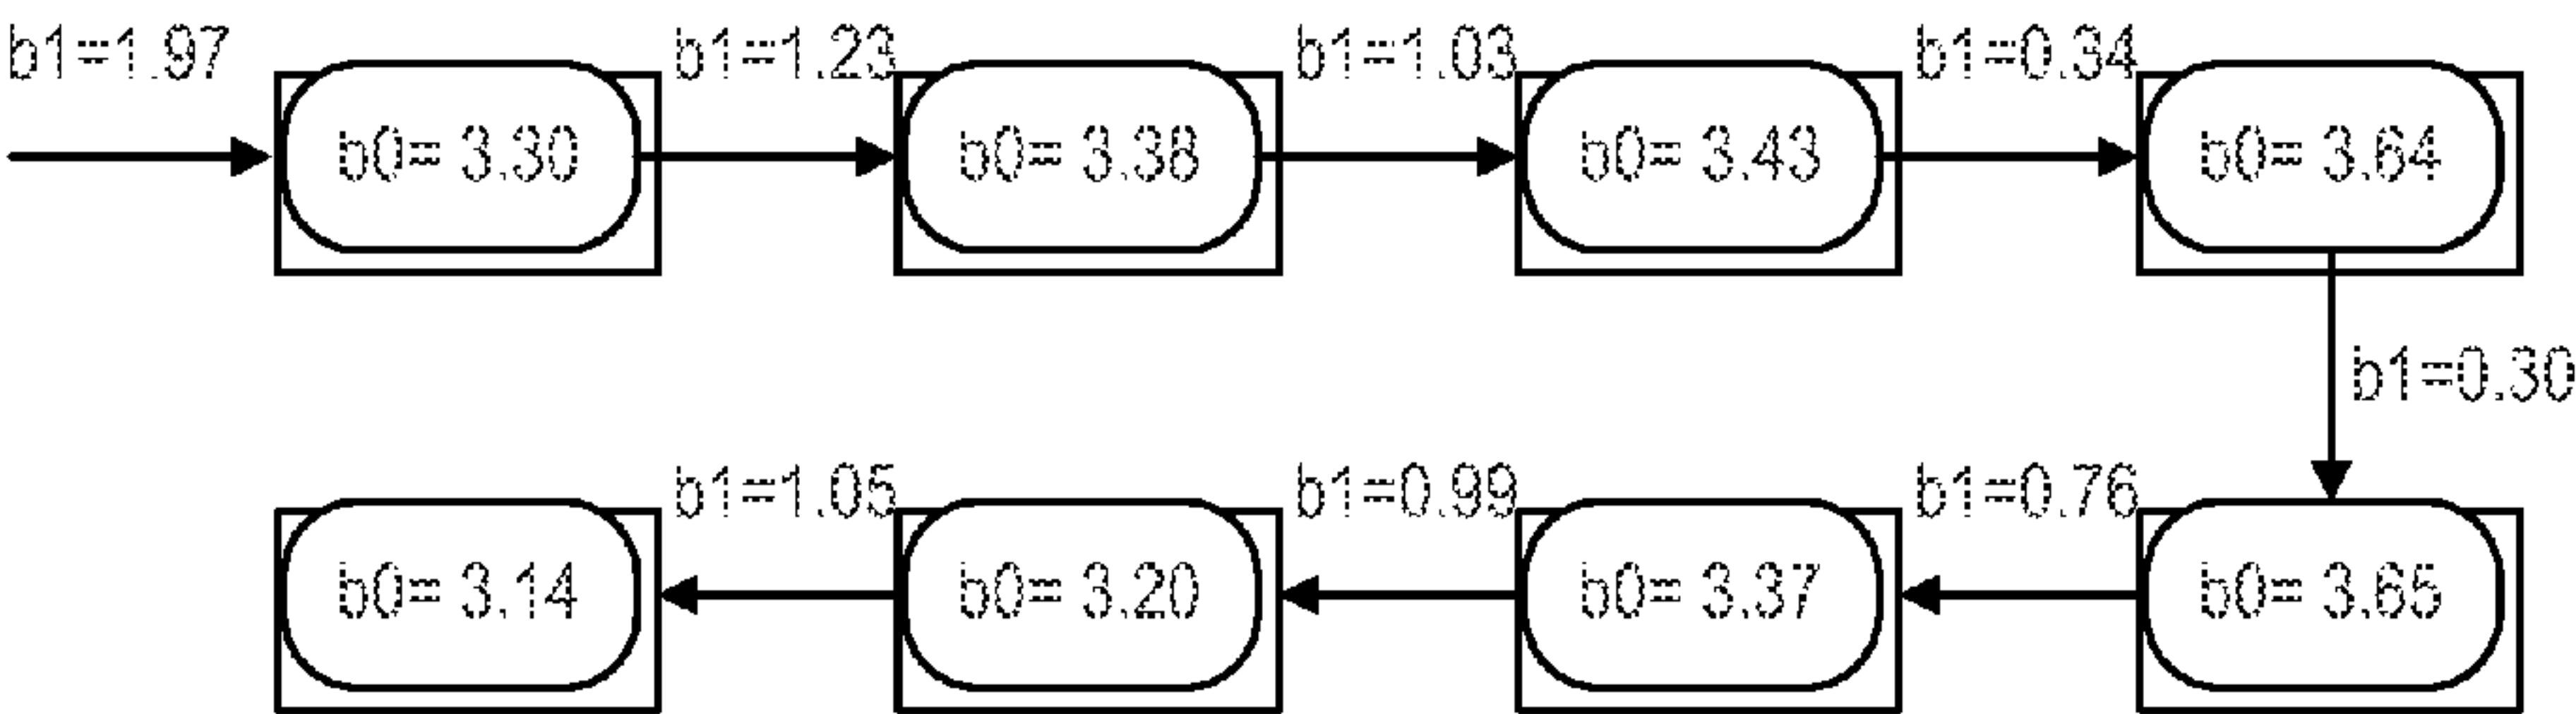 b1=1.97
b1=1.23
b1=1.03
b1=0.34
b0= 3.30
b0= 3.38
b0= 3.43
b0= 3.64
b1=0.30
b1=1.05
b1=0.99
b1=0.76
b0= 3.14
b0= 3.20
b0= 3.37
b0= 3.65